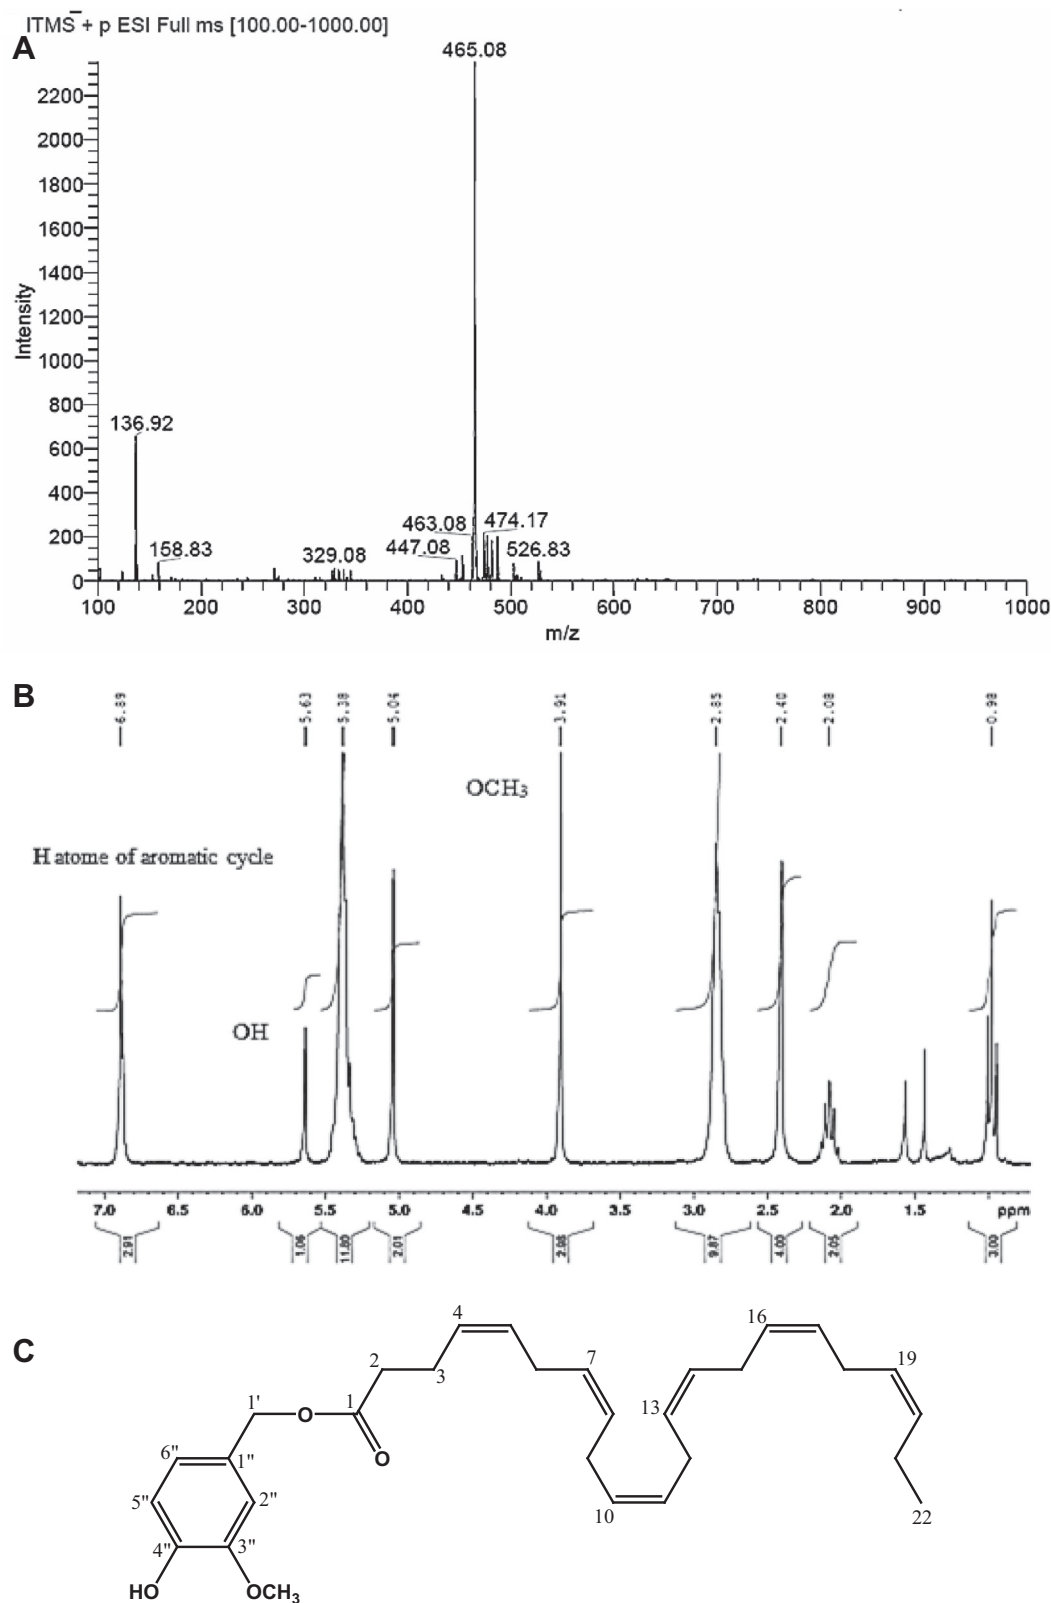 ITMS + p ESI Full ms [100.00-1000.00]
A
465.08
2200
2000
1800
1600
1400
1200
1000
800
600
400
200
0
Intensity
136.92
158.83
329.08
463.08
447.08
474.17
526.83
100 200 300 400 500 600 700 800 900 1000
m/z
B
6.89 5.63 5.38 5.04 3.91 2.85 2.40 2.08 0.98
OCH3
H atome of aromatic cycle
OH
7.0 6.5 6.0 5.5 5.0 4.5 4.0 3.5 3.0 2.5 2.0 1.5 ppm
2.91 1.06 11.80 2.01 2.98 9.87 4.00 2.05 3.00
C
4 16
7 19
2
3
1' O 1 13
6" 1" O
5" 2"
10 22
4" 3"
HO OCH3